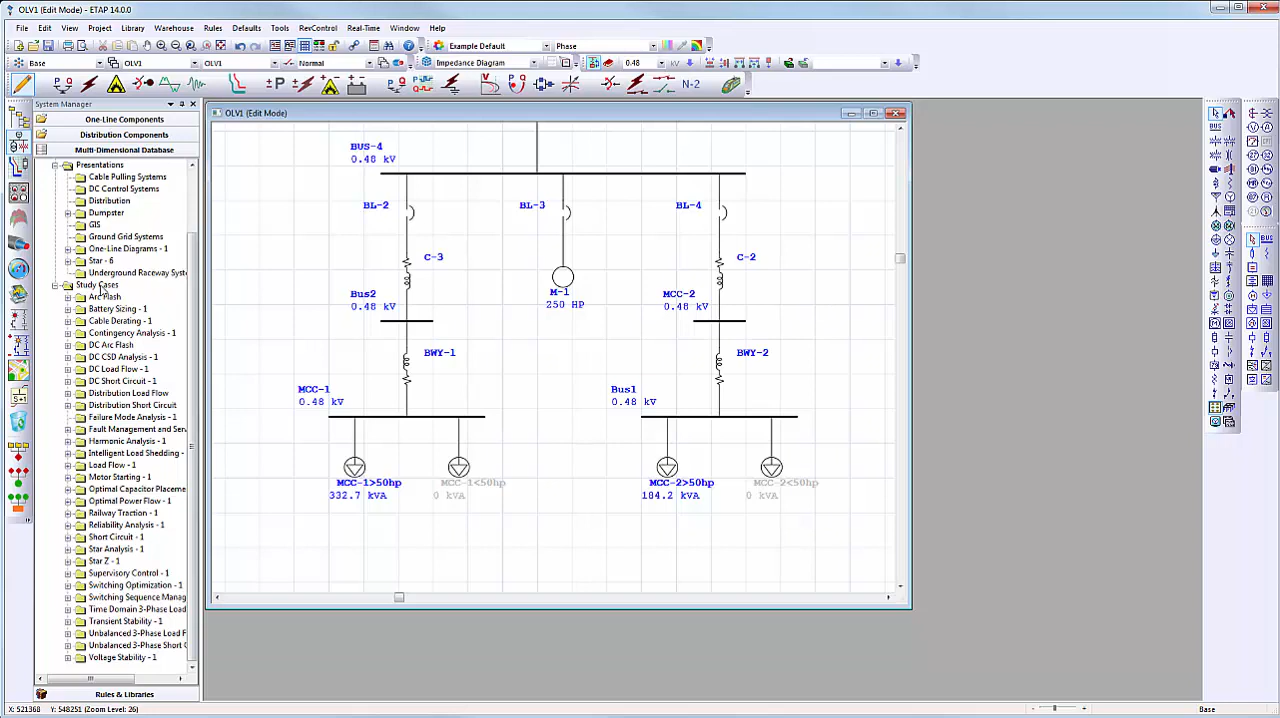 OLV1 (Edit Mode) - ETAP 14.0.0
File Edit View Project Library Warehouse Rules Defaults Tools RevControl Real-Time Window Help
Example Default Phase
Base OLV1 OLV1 Normal Impedance Diagram 0.48 kV
N-2
System Manager
One-Line Components
Distribution Components
Multi-Dimensional Database
Presentations
Cable Pulling Systems
DC Control Systems
Distribution
Dumpster
GIS
Ground Grid Systems
One-Line Diagrams - 1
Star - 6
Underground Raceway Syste
Study Cases
Arc Flash
Battery Sizing - 1
Cable Derating - 1
Contingency Analysis - 1
DC Arc Flash
DC CSD Analysis - 1
DC Load Flow - 1
DC Short Circuit - 1
Distribution Load Flow
Distribution Short Circuit
Failure Mode Analysis - 1
Fault Management and Serv
Harmonic Analysis - 1
Intelligent Load Shedding -
Load Flow - 1
Motor Starting - 1
Optimal Capacitor Placeme
Optimal Power Flow - 1
Railway Traction - 1
Reliability Analysis - 1
Short Circuit - 1
Star Analysis - 1
Star Z - 1
Supervisory Control - 1
Switching Optimization - 1
Switching Sequence Manag
Time Domain 3-Phase Load
Transient Stability - 1
Unbalanced 3-Phase Load F
Unbalanced 3-Phase Short C
Voltage Stability - 1
Rules & Libraries
OLV1 (Edit Mode)
BUS-4
0.48 kV
BL-2 BL-3 BL-4
C-3 C-2
Bus2 M-1 MCC-2
0.48 kV 250 HP 0.48 kV
BWY-1 BWY-2
MCC-1 Bus1
0.48 kV 0.48 kV
MCC-1>50hp MCC-1<50hp MCC-2>50hp MCC-2<50hp
332.7 kVA 0 kVA 184.2 kVA 0 kVA
BUS
BUS
X: 521368 Y: 548251 (Zoom Level: 26) Base